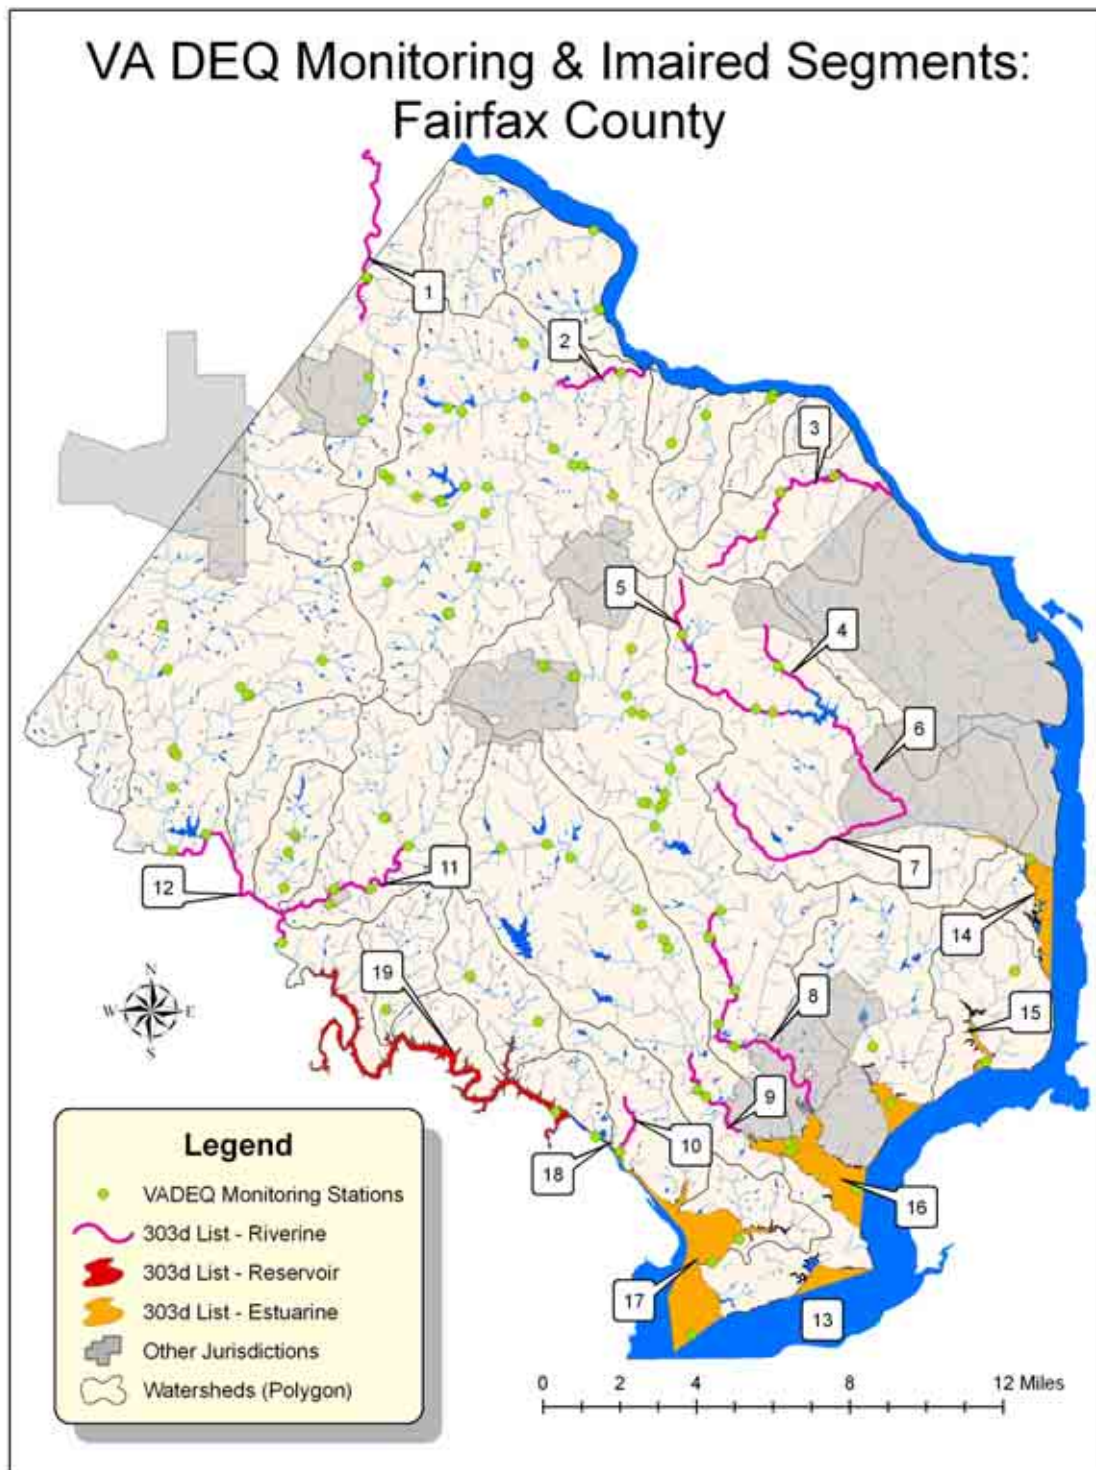 VA DEQ Monitoring & Imaired Segments:
Fairfax County
1
2
3
5
4
6
7
12
11
14
19
8
15
9
10
18
16
17
13
N
W E
S
Legend
VADEQ Monitoring Stations
303d List - Riverine
303d List - Reservoir
303d List - Estuarine
Other Jurisdictions
Watersheds (Polygon)
0 2 4 8 12 Miles